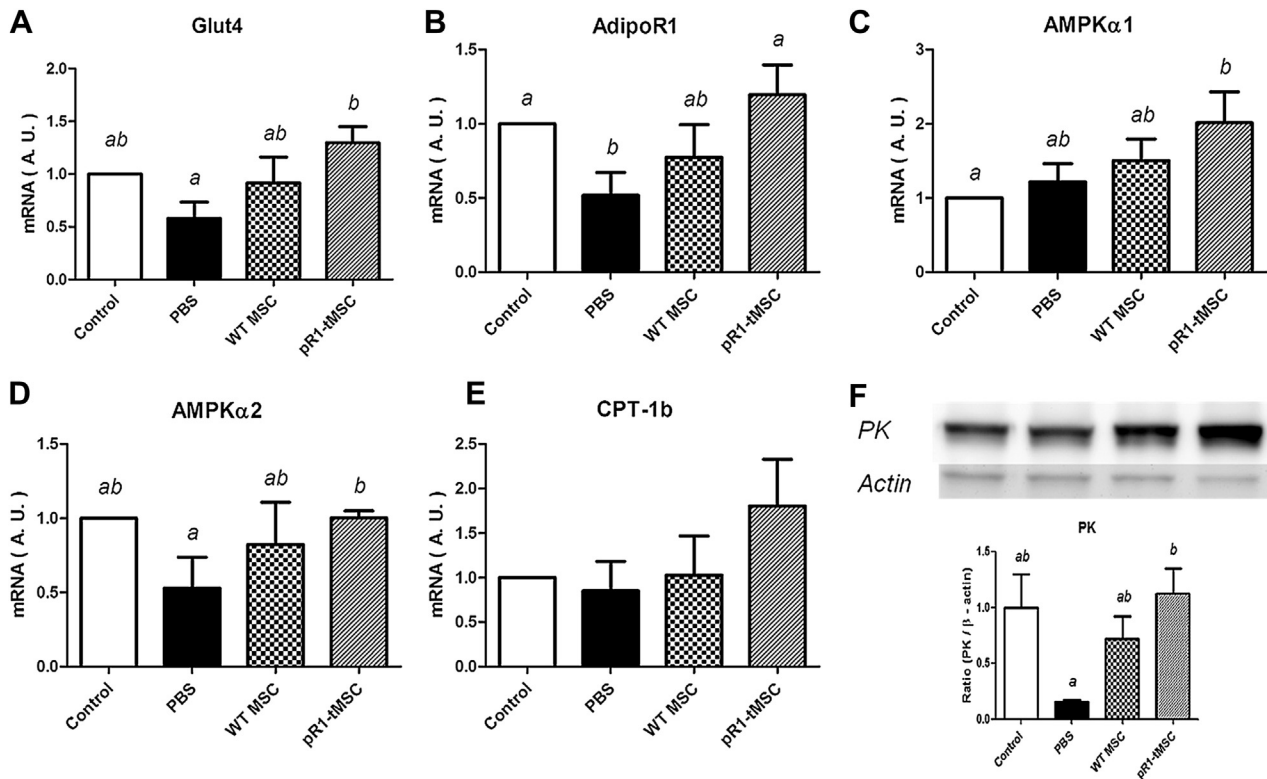 A
Glut4
mRNA ( A. U. )
2.0
1.5
1.0
0.5
0.0
ab
a
ab
b
Control
PBS
WT MSC
pR1-tMSC
B
AdipoR1
mRNA ( A. U. )
1.5
1.0
0.5
0.0
a
b
ab
a
Control
PBS
WT MSC
pR1-tMSC
C
AMPKα1
mRNA ( A. U. )
3
2
1
0
a
ab
ab
b
Control
PBS
WT MSC
pR1-tMSC
D
AMPKα2
mRNA ( A. U. )
1.5
1.0
0.5
0.0
ab
a
ab
b
Control
PBS
WT MSC
pR1-tMSC
E
CPT-1b
mRNA ( A. U. )
2.5
2.0
1.5
1.0
0.5
0.0
Control
PBS
WT MSC
pR1-tMSC
F
PK
Actin
PK
Ratio (PK / β - actin)
1.5
1.0
0.5
0.0
ab
a
ab
b
Control
PBS
WT MSC
pR1-tMSC